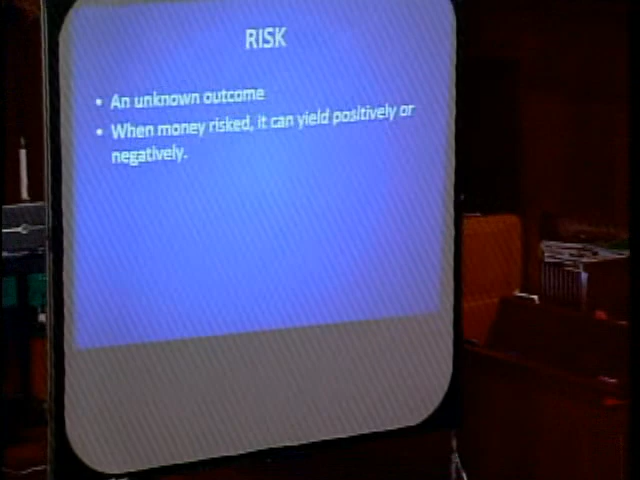 RISK
• An unknown outcome
• When money risked, it can yield positively or
negatively.